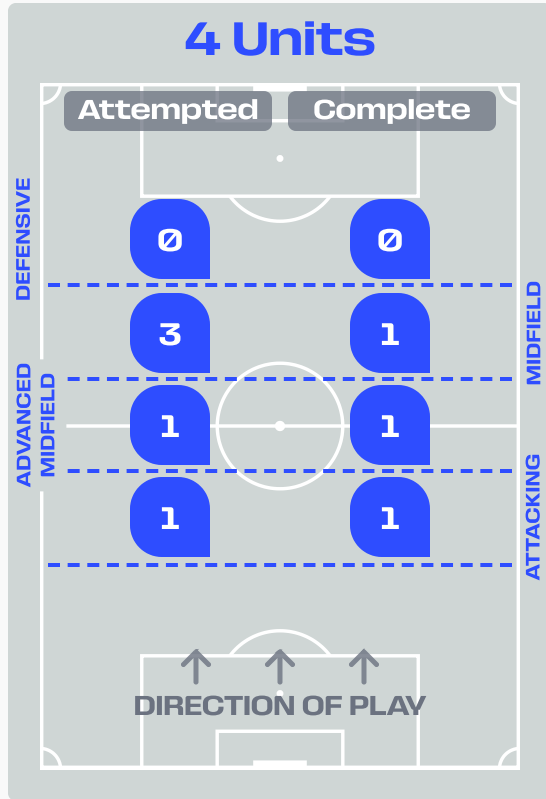 4 Units
Attempted Complete
DEFENSIVE
0 0
MIDFIELD
3 1
ADVANCED
MIDFIELD
1 1
ATTACKING
1 1
DIRECTION OF PLAY